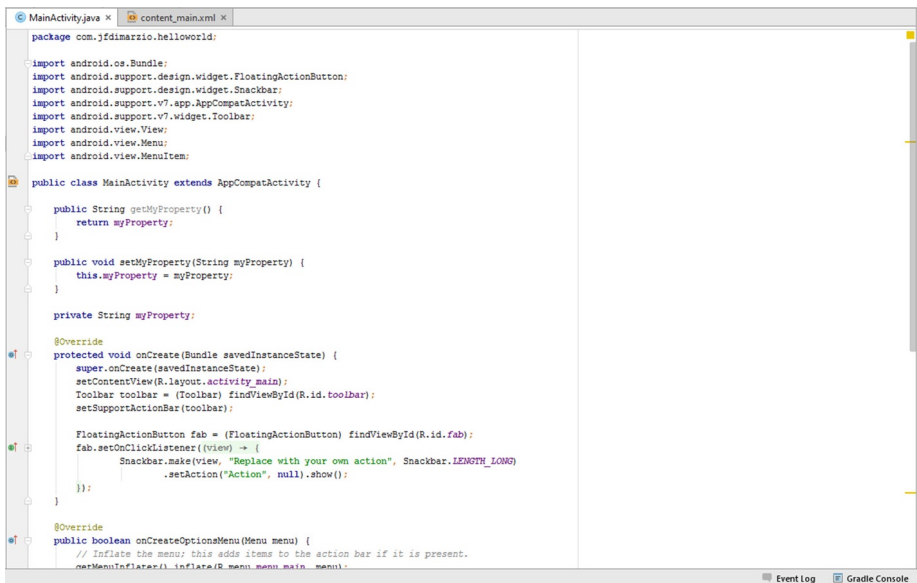 MainActivity.java × content_main.xml ×
package com.jfdimarzio.helloworld;
import android.os.Bundle;
import android.support.design.widget.FloatingActionButton;
import android.support.design.widget.Snackbar;
import android.support.v7.app.AppCompatActivity;
import android.support.v7.widget.Toolbar;
import android.view.View;
import android.view.Menu;
import android.view.MenuItem;
public class MainActivity extends AppCompatActivity {
public String getMyProperty() {
return myProperty;
}
public void setMyProperty(String myProperty) {
this.myProperty = myProperty;
}
private String myProperty;
@Override
protected void onCreate(Bundle savedInstanceState) {
super.onCreate(savedInstanceState);
setContentView(R.layout.activity_main);
Toolbar toolbar = (Toolbar) findViewById(R.id.toolbar);
setSupportActionBar(toolbar);
FloatingActionButton fab = (FloatingActionButton) findViewById(R.id.fab);
fab.setOnClickListener((view) → {
Snackbar.make(view, "Replace with your own action", Snackbar.LENGTH_LONG)
.setAction("Action", null).show();
});
}
@Override
public boolean onCreateOptionsMenu(Menu menu) {
// Inflate the menu; this adds items to the action bar if it is present.
getMenuInflater().inflate(R.menu.menu_main, menu);
Event Log Gradle Console